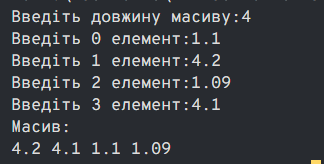 Введіть довжину масиву:4
Введіть 0 елемент:1.1
Введіть 1 елемент:4.2
Введіть 2 елемент:1.09
Введіть 3 елемент:4.1
Масив:
4.2 4.1 1.1 1.09